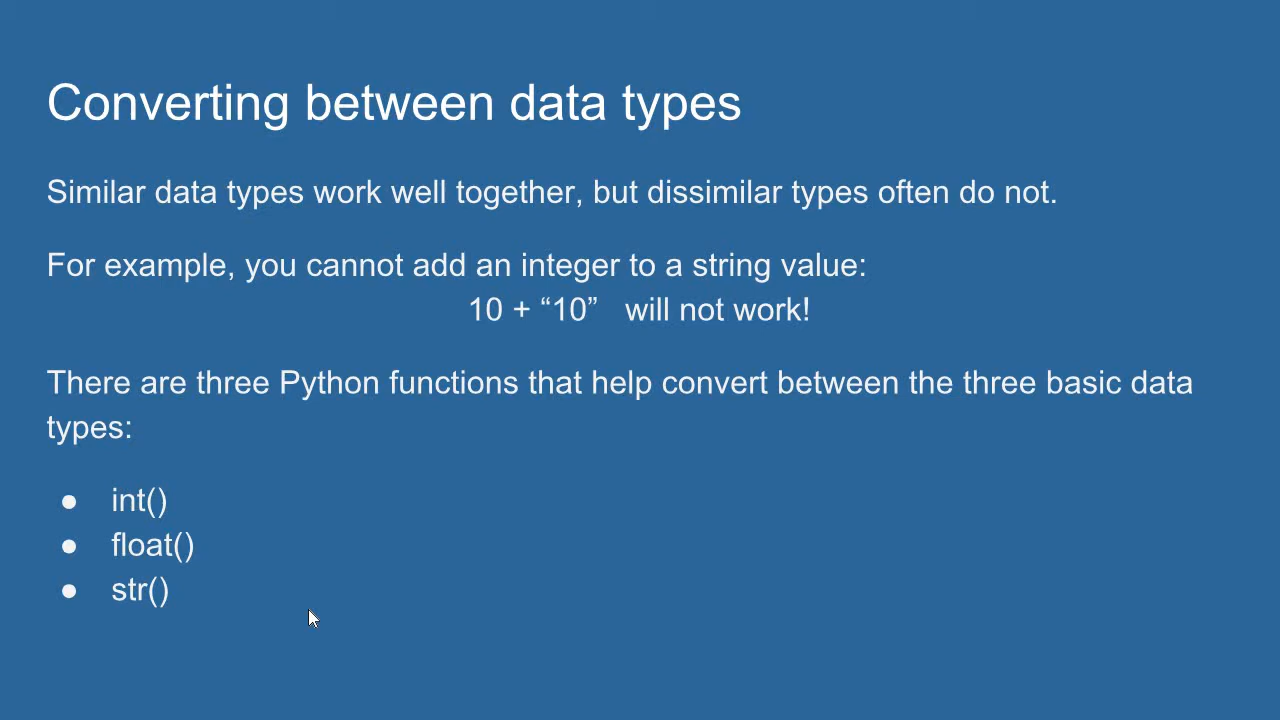 Converting between data types
Similar data types work well together, but dissimilar types often do not.
For example, you cannot add an integer to a string value:
10 + “10”   will not work!
There are three Python functions that help convert between the three basic data
types:
● int()
● float()
● str()